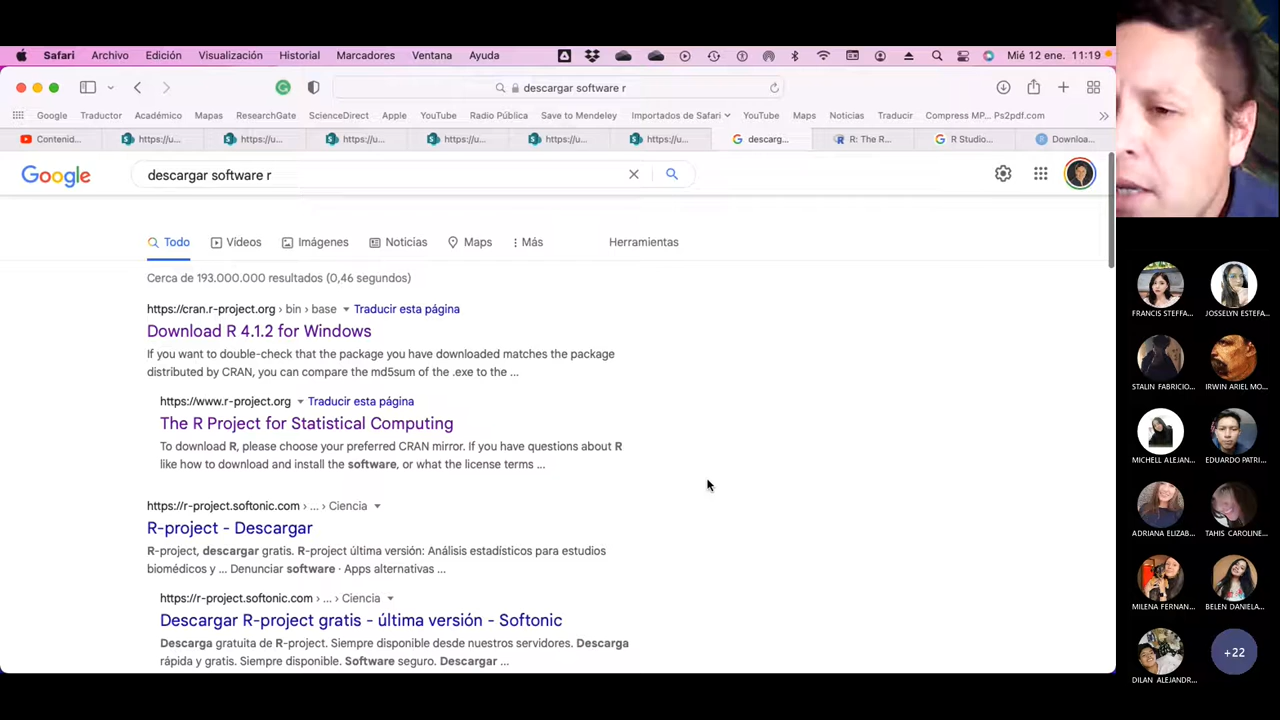 Safari Archivo Edición Visualización Historial Marcadores Ventana Ayuda Mié 12 ene. 11:19
descargar software r
Google Traductor Académico Mapas ResearchGate ScienceDirect Apple YouTube Radio Pública Save to Mendeley Importados de Safari YouTube Maps Noticias Traducir Compress MP... Ps2pdf.com
Contenid... https://u... https://u... https://u... https://u... https://u... https://u... descarg... R: The R... R Studio... Downloa...
Google descargar software r
Todo Vídeos Imágenes Noticias Maps Más Herramientas
Cerca de 193.000.000 resultados (0,46 segundos)
https://cran.r-project.org › bin › base Traducir esta página
Download R 4.1.2 for Windows
If you want to double-check that the package you have downloaded matches the package
distributed by CRAN, you can compare the md5sum of the .exe to the ...
https://www.r-project.org Traducir esta página
The R Project for Statistical Computing
To download R, please choose your preferred CRAN mirror. If you have questions about R
like how to download and install the software, or what the license terms ...
https://r-project.softonic.com › ... › Ciencia
R-project - Descargar
R-project, descargar gratis. R-project última versión: Análisis estadísticos para estudios
biomédicos y ... Denunciar software · Apps alternativas ...
https://r-project.softonic.com › ... › Ciencia
Descargar R-project gratis - última versión - Softonic
Descarga gratuita de R-project. Siempre disponible desde nuestros servidores. Descarga
rápida y gratis. Siempre disponible. Software seguro. Descargar ...
FRANCIS STEFFA... JOSSELYN ESTEFA...
STALIN FABRICIO... IRWIN ARIEL MO...
MICHELL ALEJAN... EDUARDO PATRI...
ADRIANA ELIZAB... TAHIS CAROLINE...
MILENA FERNAN... BELEN DANIELA...
DILAN ALEJANDR... +22